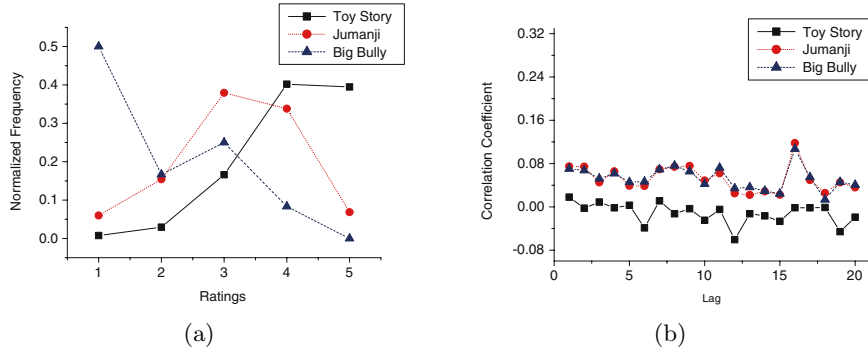 Toy Story
Jumanji
Big Bully
0.5
0.4
0.3
0.2
0.1
0.0
Normalized Frequency
1 2 3 4 5
Ratings
(a)
Toy Story
Jumanji
Big Bully
0.32
0.24
0.16
0.08
0.00
-0.08
Correlation Coefficient
0 5 10 15 20
Lag
(b)